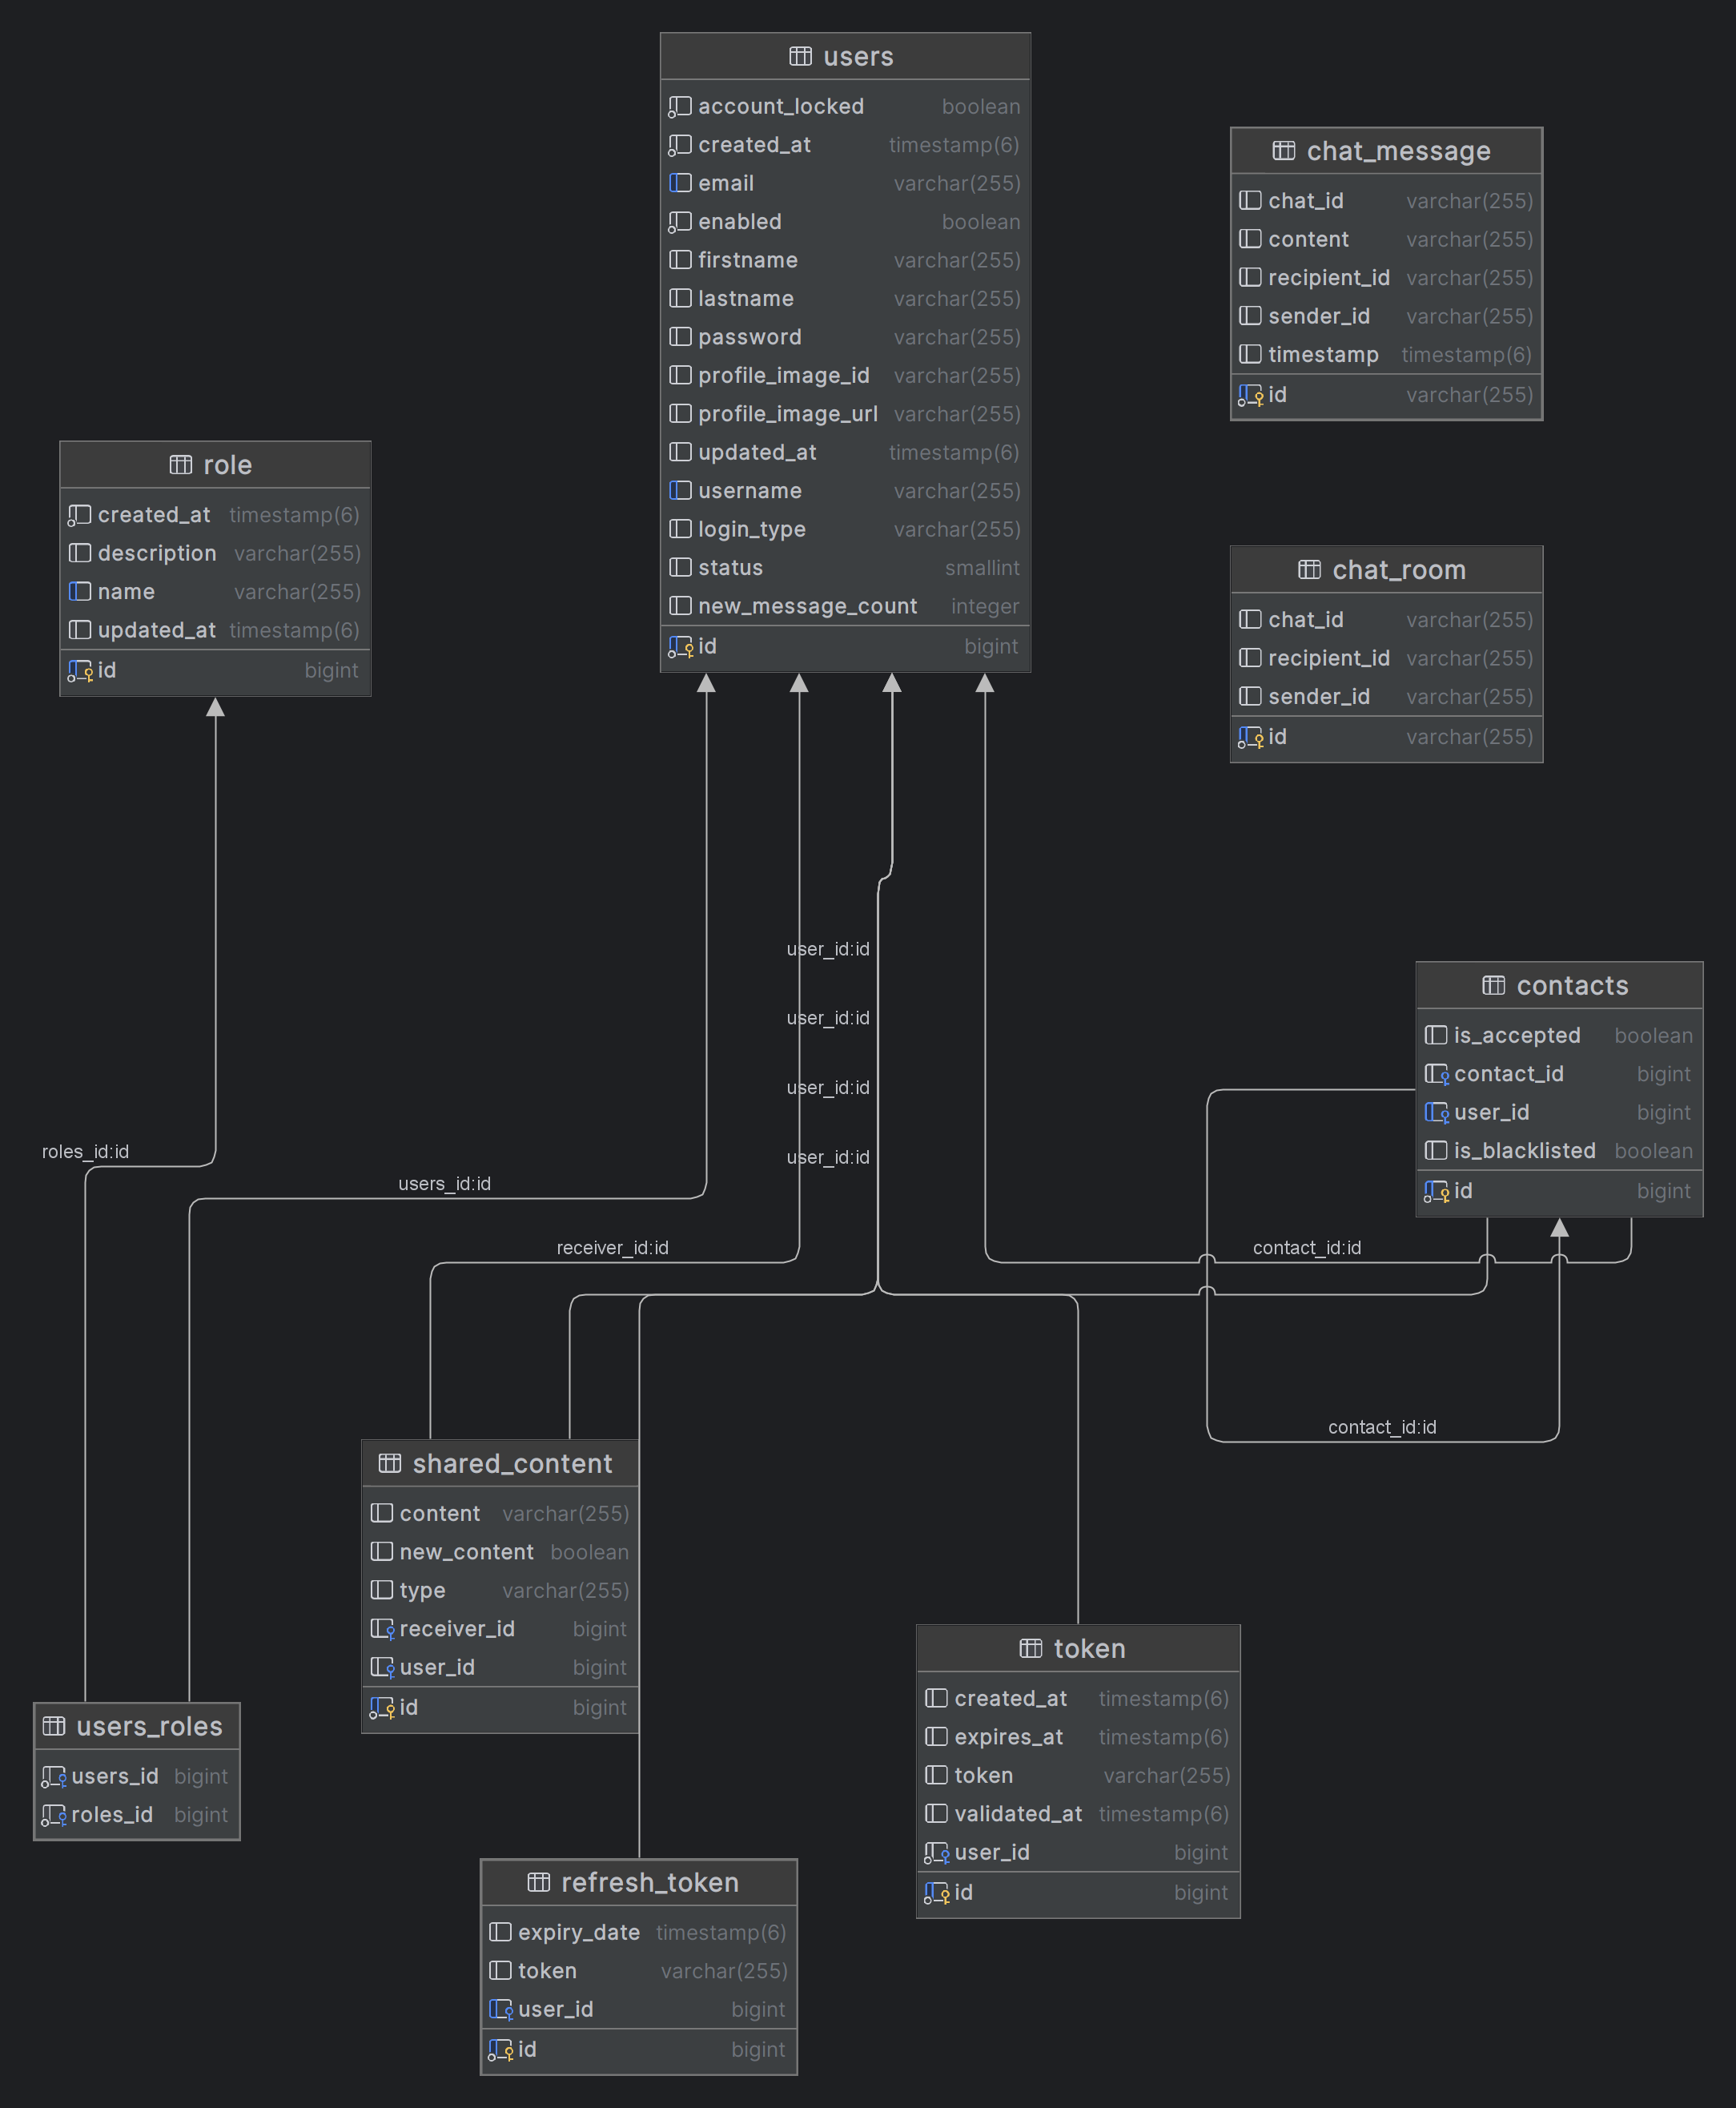 users
account_locked boolean
created_at timestamp(6)
email varchar(255)
enabled boolean
firstname varchar(255)
lastname varchar(255)
password varchar(255)
profile_image_id varchar(255)
profile_image_url varchar(255)
updated_at timestamp(6)
username varchar(255)
login_type varchar(255)
status smallint
new_message_count integer
id bigint
chat_message
chat_id varchar(255)
content varchar(255)
recipient_id varchar(255)
sender_id varchar(255)
timestamp timestamp(6)
id varchar(255)
role
created_at timestamp(6)
description varchar(255)
name varchar(255)
updated_at timestamp(6)
id bigint
chat_room
chat_id varchar(255)
recipient_id varchar(255)
sender_id varchar(255)
id varchar(255)
user_id:id
user_id:id
user_id:id
user_id:id
contacts
is_accepted boolean
contact_id bigint
user_id bigint
is_blacklisted boolean
id bigint
roles_id:id
users_id:id
receiver_id:id
contact_id:id
contact_id:id
shared_content
content varchar(255)
new_content boolean
type varchar(255)
receiver_id bigint
user_id bigint
id bigint
token
created_at timestamp(6)
expires_at timestamp(6)
token varchar(255)
validated_at timestamp(6)
user_id bigint
id bigint
users_roles
users_id bigint
roles_id bigint
refresh_token
expiry_date timestamp(6)
token varchar(255)
user_id bigint
id bigint